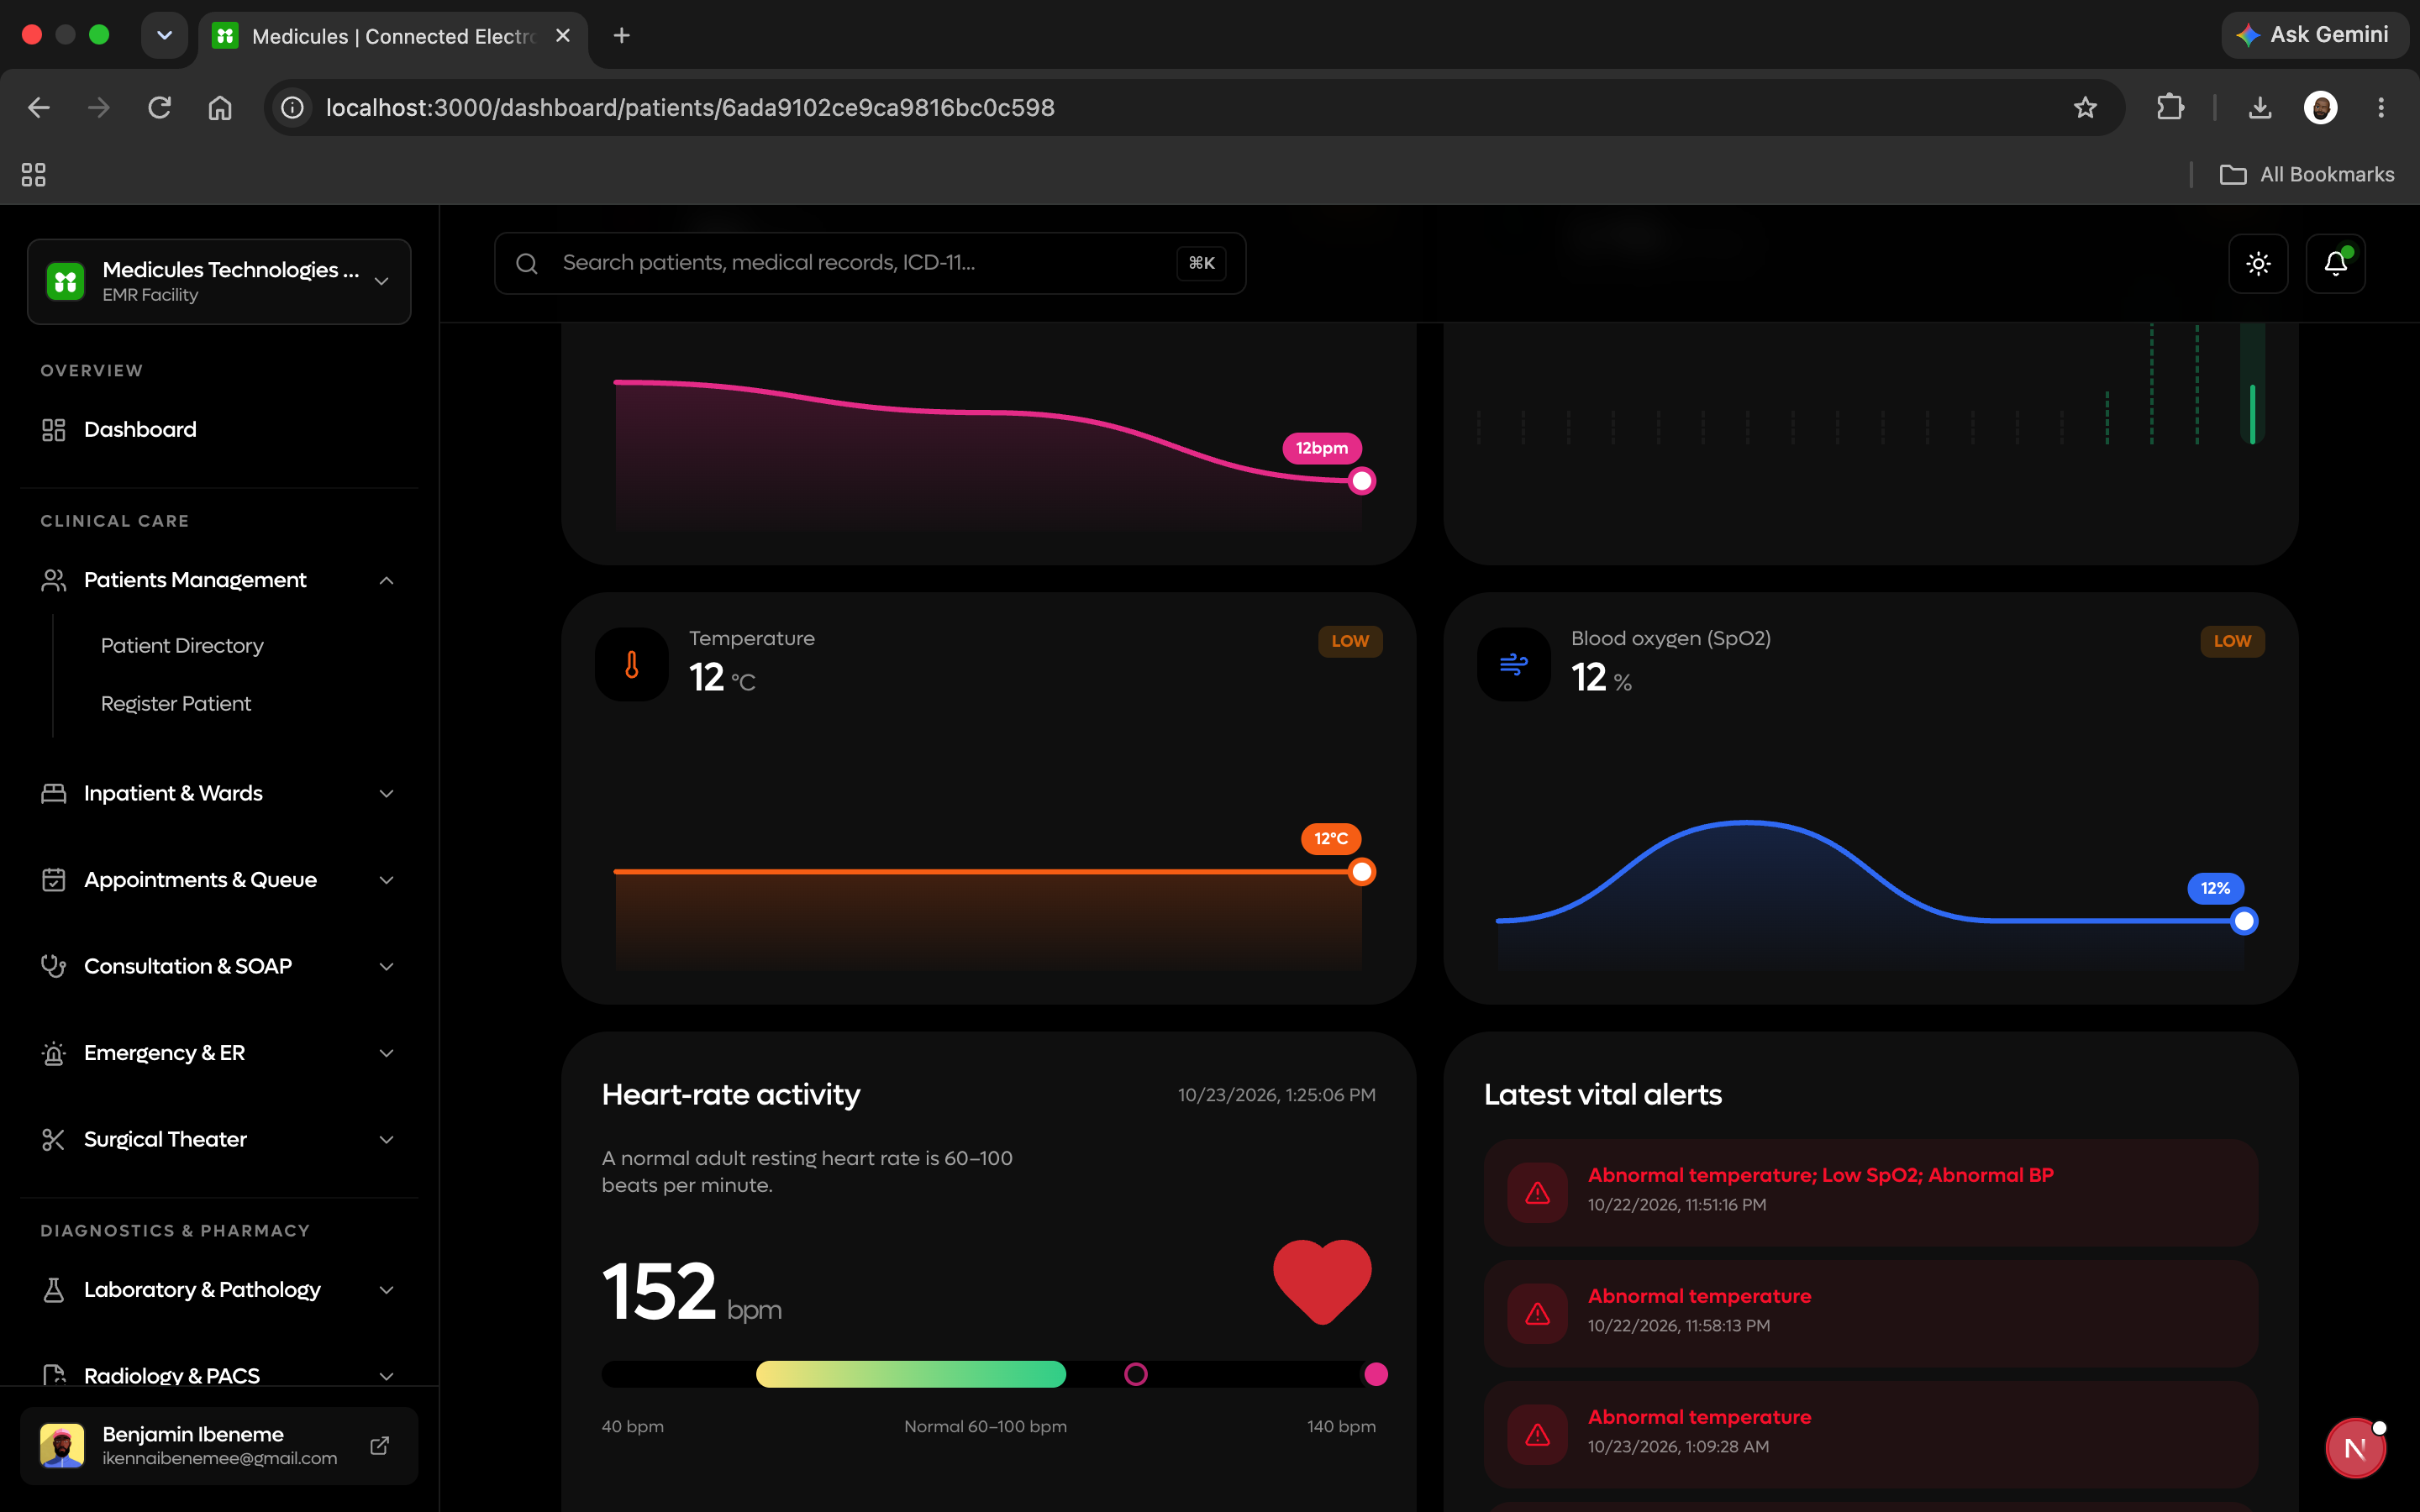 Medicules | Connected Electro
Ask Gemini
localhost:3000/dashboard/patients/6ada9102ce9ca9816bc0c598
All Bookmarks
Medicules Technologies ...
EMR Facility
Search patients, medical records, ICD-11...
⌘K
OVERVIEW
Dashboard
CLINICAL CARE
Patients Management
Patient Directory
Register Patient
Inpatient & Wards
Appointments & Queue
Consultation & SOAP
Emergency & ER
Surgical Theater
DIAGNOSTICS & PHARMACY
Laboratory & Pathology
Radiology & PACS
Benjamin Ibeneme
ikennaibenemee@gmail.com
12bpm
Temperature
12 °C
LOW
12°C
Blood oxygen (SpO2)
12 %
LOW
12%
Heart-rate activity
10/23/2026, 1:25:06 PM
A normal adult resting heart rate is 60–100
beats per minute.
152 bpm
40 bpm
Normal 60–100 bpm
140 bpm
Latest vital alerts
Abnormal temperature; Low SpO2; Abnormal BP
10/22/2026, 11:51:16 PM
Abnormal temperature
10/22/2026, 11:58:13 PM
Abnormal temperature
10/23/2026, 1:09:28 AM
N